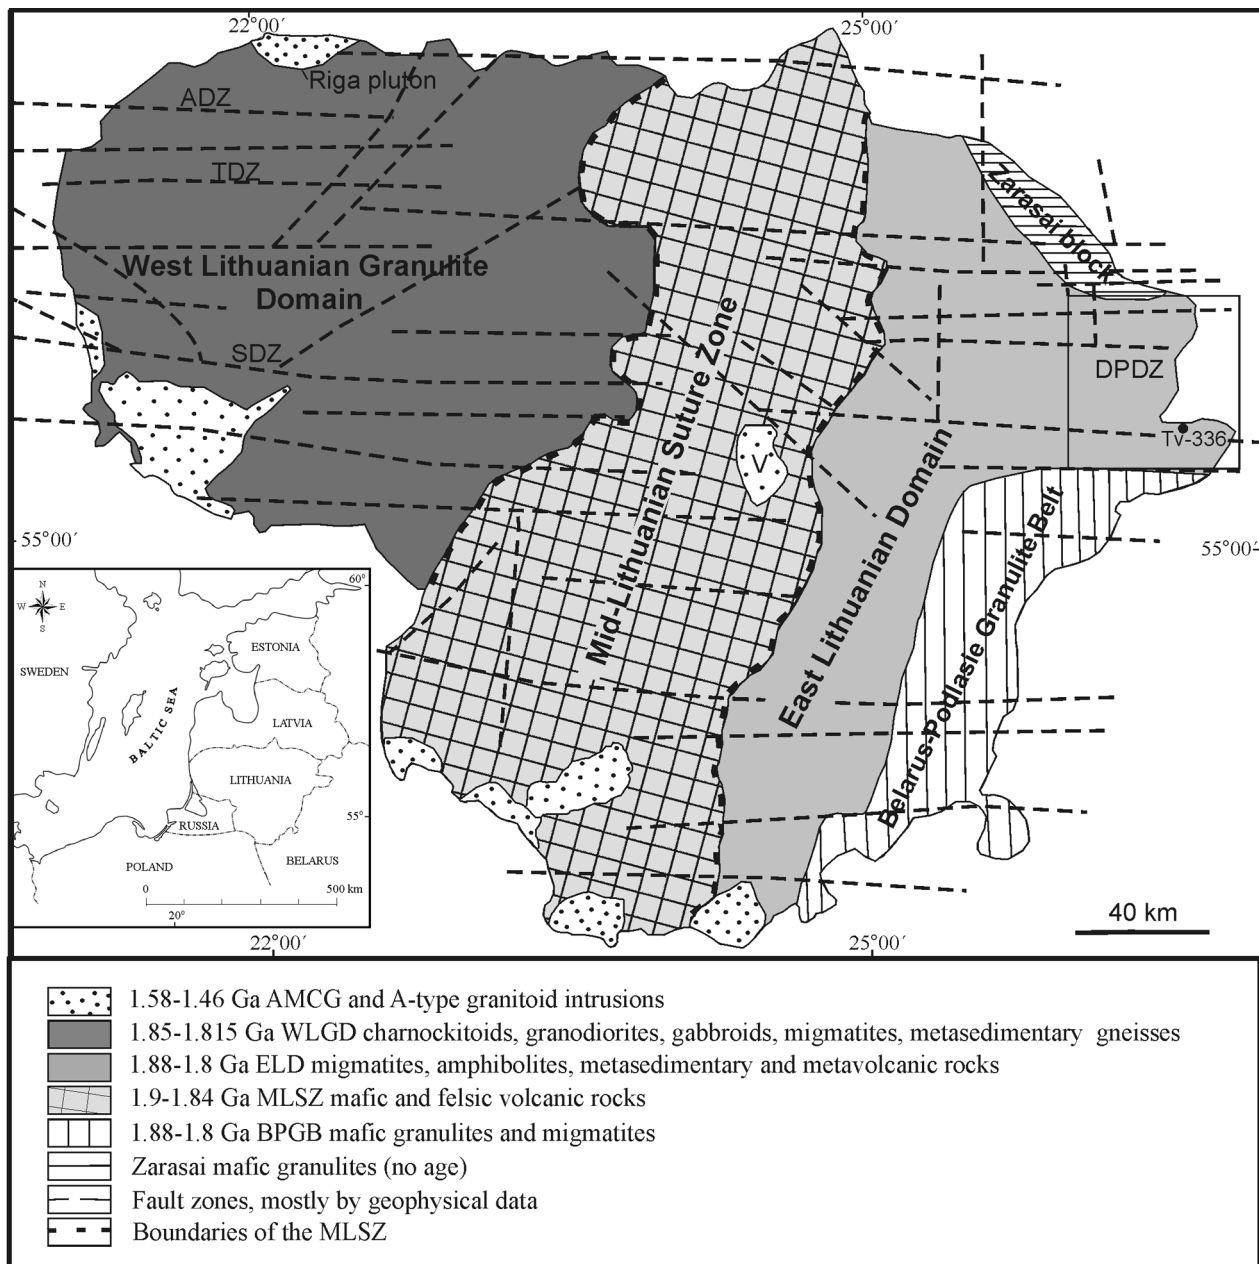 22°00´
25°00´
Riga pluton
ADZ
TDZ
Zarasai block
West Lithuanian Granulite
Domain
SDZ
DPDZ
Tv-336
Mid-Lithuanian Suture Zone
V
East Lithuanian Domain
Belarus-Podlasie Granulite Belt
55°00´
55°00´
60°
N
W E
S
SWEDEN
ESTONIA
BALTIC SEA
LATVIA
LITHUANIA
55°
RUSSIA
POLAND
BELARUS
0 500 km
20°
40 km
22°00´
25°00´
1.58-1.46 Ga AMCG and A-type granitoid intrusions
1.85-1.815 Ga WLGD charnockitoids, granodiorites, gabbroids, migmatites, metasedimentary gneisses
1.88-1.8 Ga ELD migmatites, amphibolites, metasedimentary and metavolcanic rocks
1.9-1.84 Ga MLSZ mafic and felsic volcanic rocks
1.88-1.8 Ga BPGB mafic granulites and migmatites
Zarasai mafic granulites (no age)
Fault zones, mostly by geophysical data
Boundaries of the MLSZ